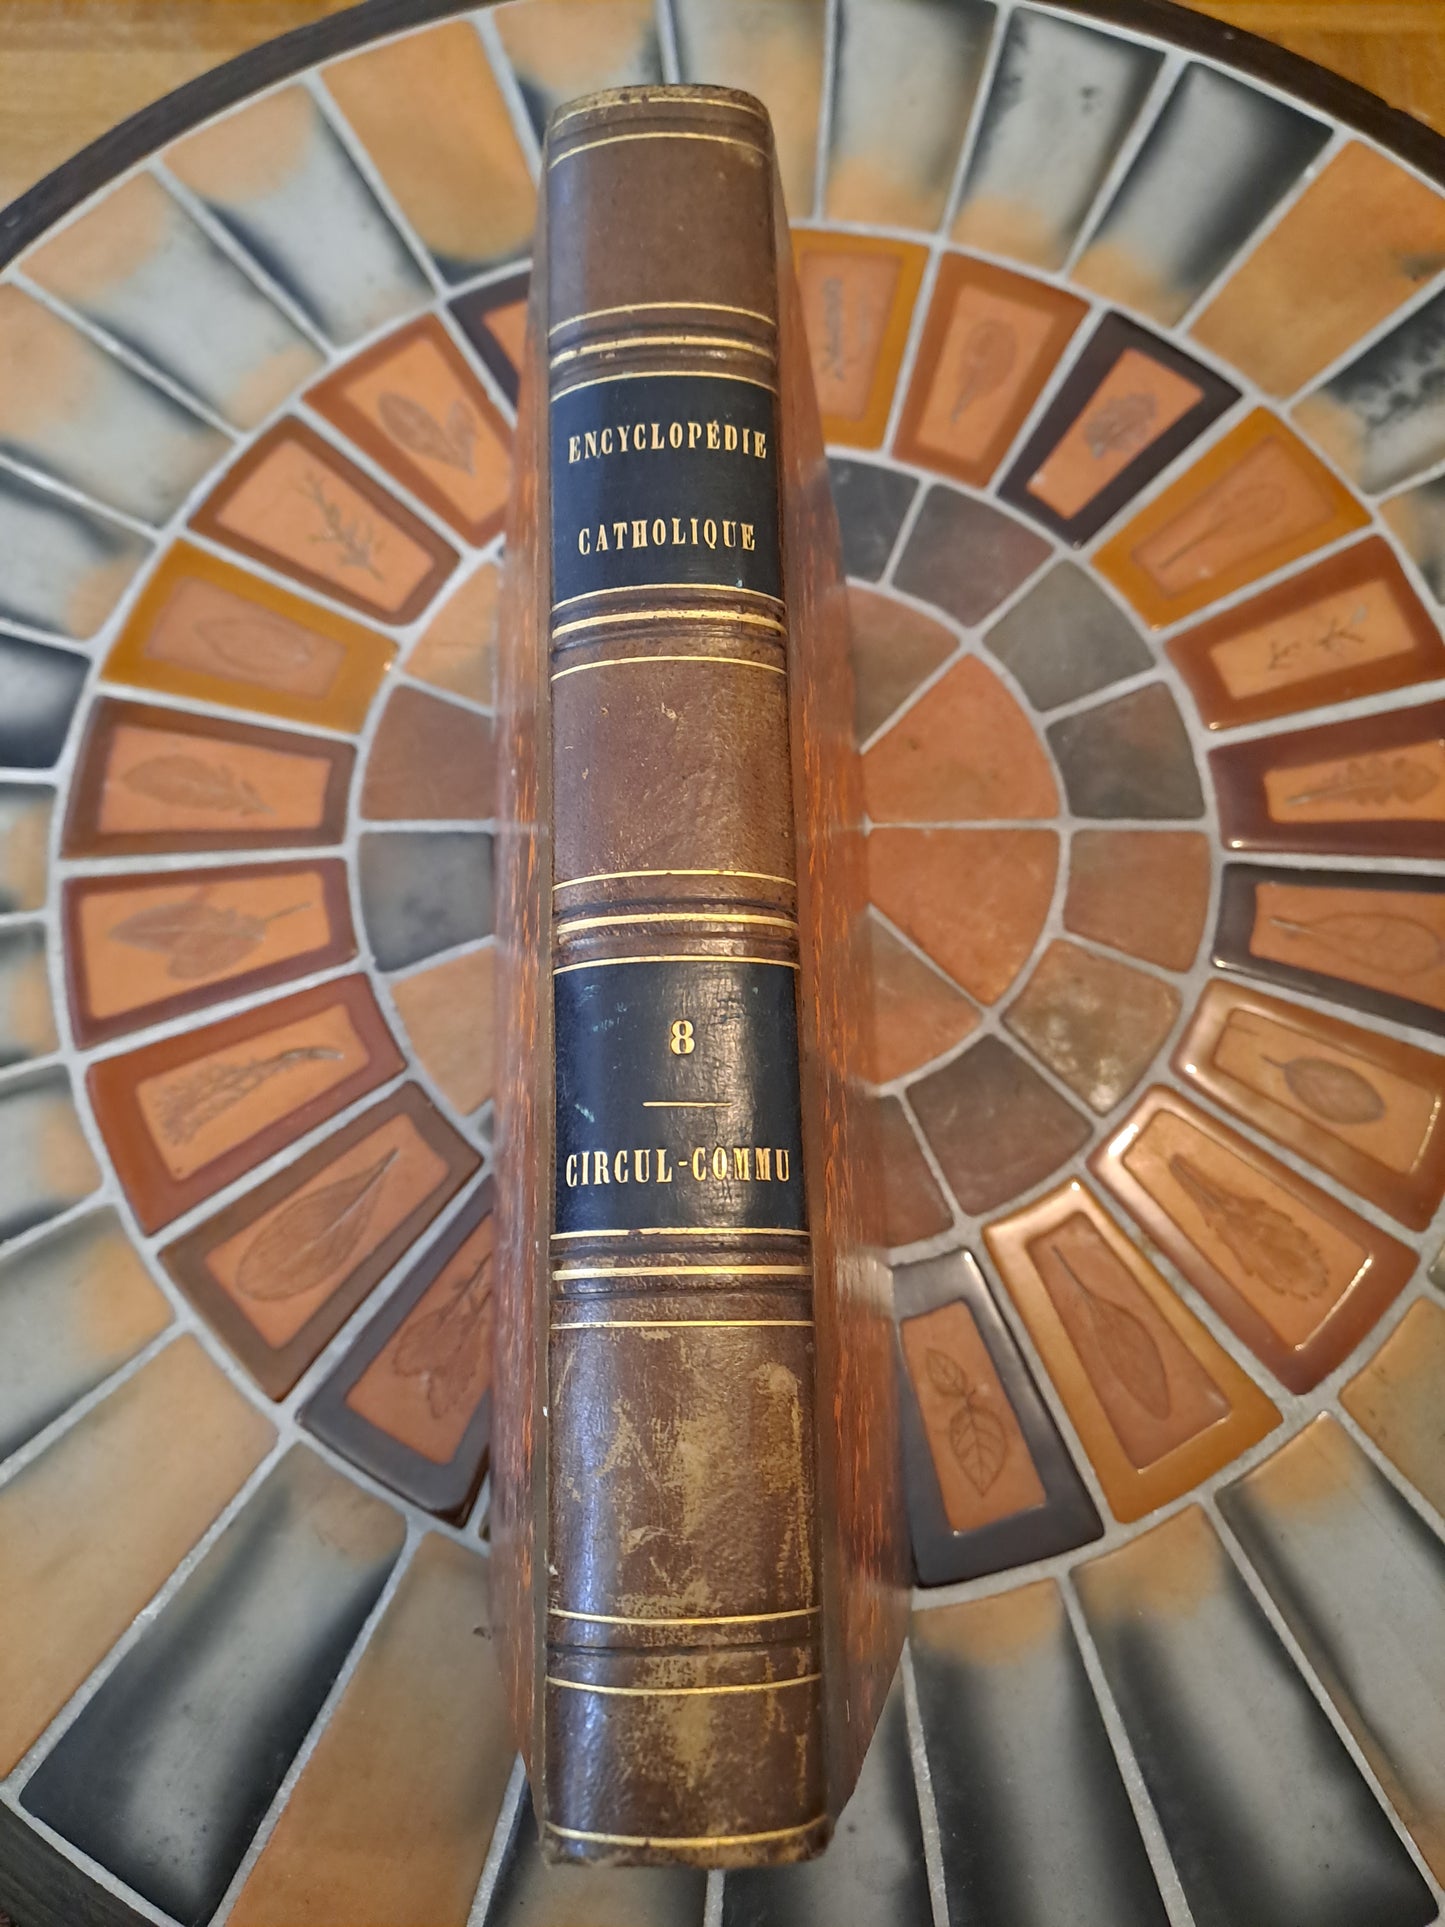 ENCYCLOPÉDIE
CATHOLIQUE
8
CIRCUL-COMMU